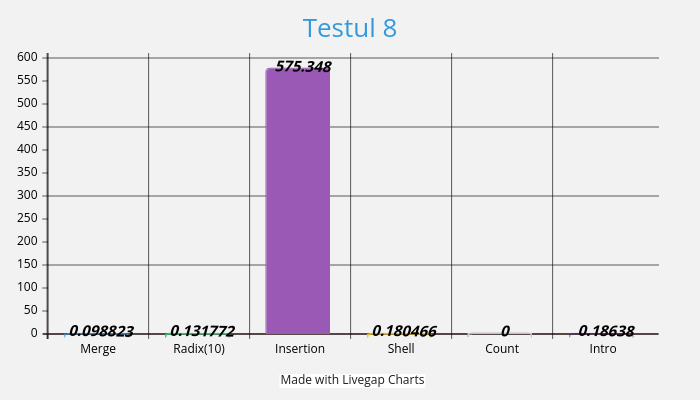 Testul 8
600
550
500
450
400
350
300
250
200
150
100
50
0
575.348
0.098823
0.131772
0.180466
0
0.18638
Merge
Radix(10)
Insertion
Shell
Count
Intro
Made with Livegap Charts